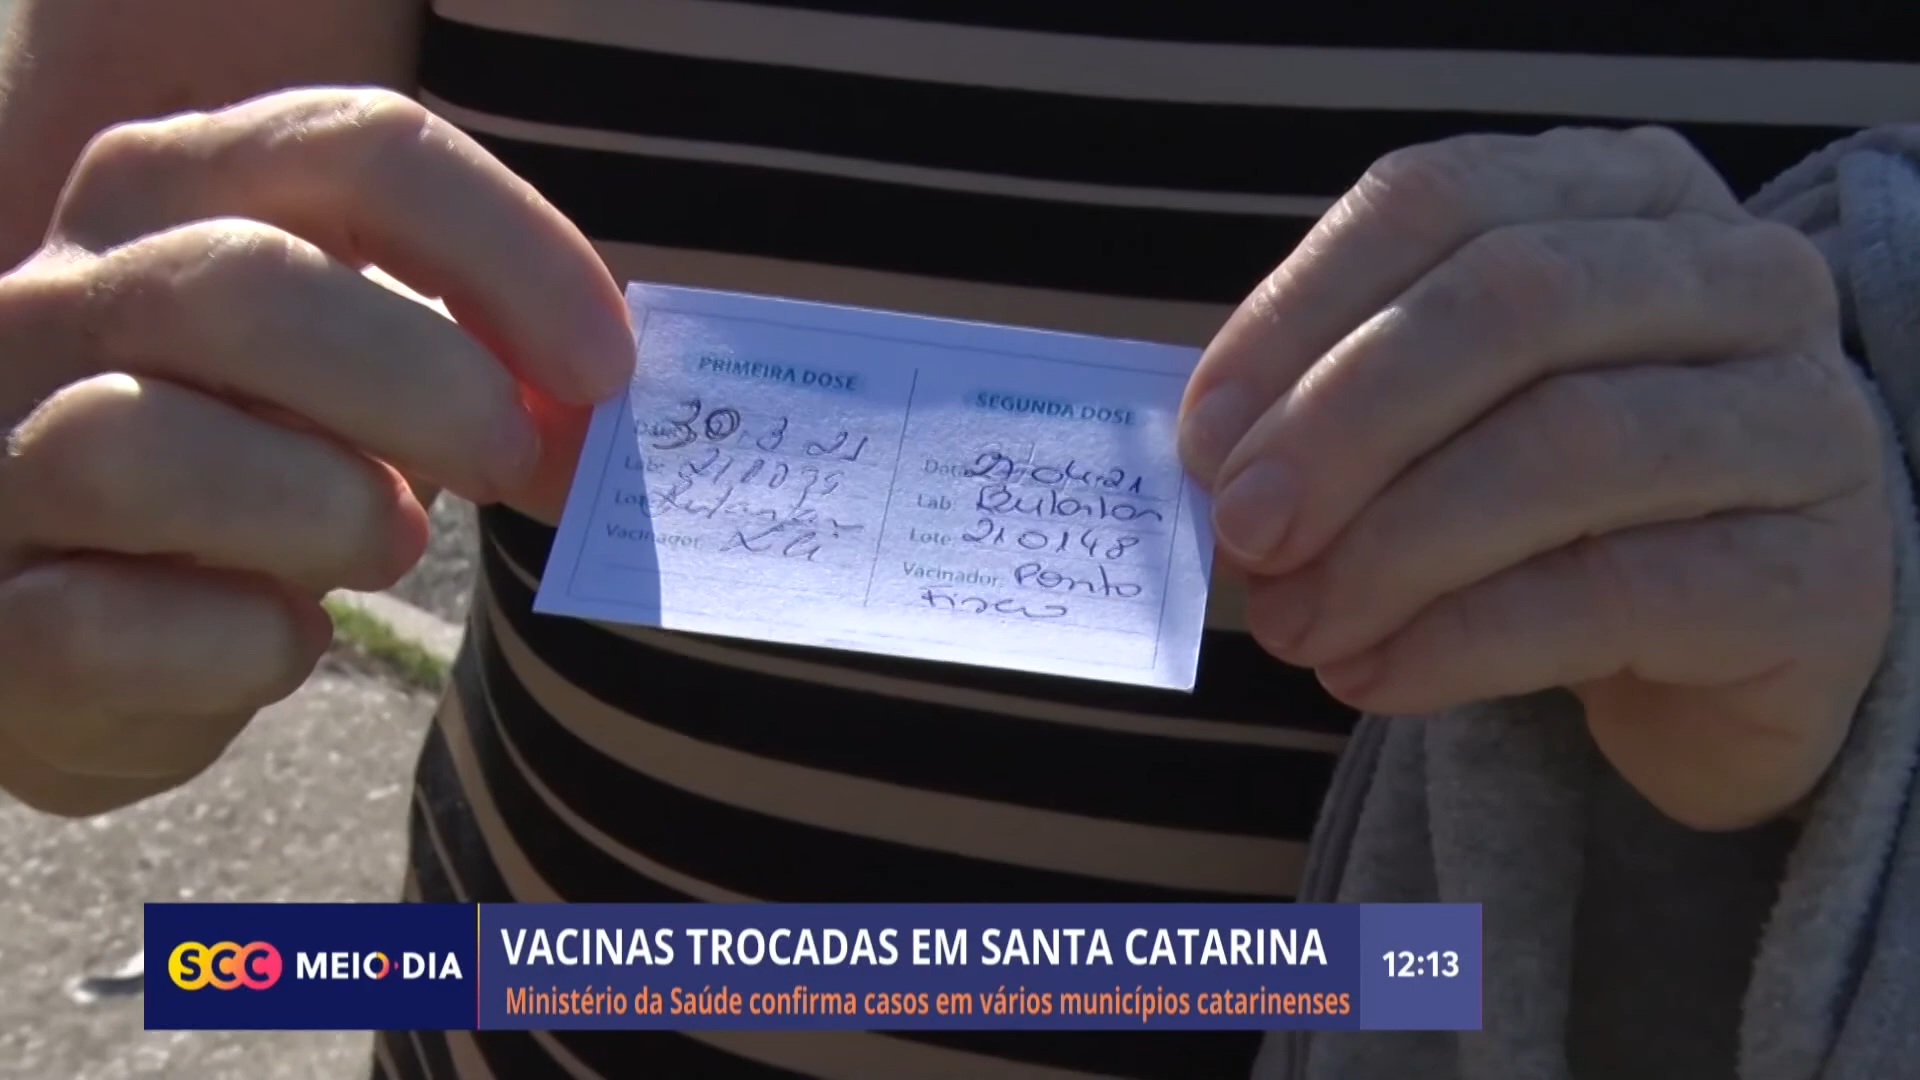 PRIMEIRA DOSE
Data: 30.3.21
Lab:
Lote: Butantan
Vacinador:
SEGUNDA DOSE
Data: 27.04.21
Lab: Butantan
Lote: 210148
Vacinador: Ponto
SCC MEIO-DIA
VACINAS TROCADAS EM SANTA CATARINA
Ministério da Saúde confirma casos em vários municípios catarinenses
12:13